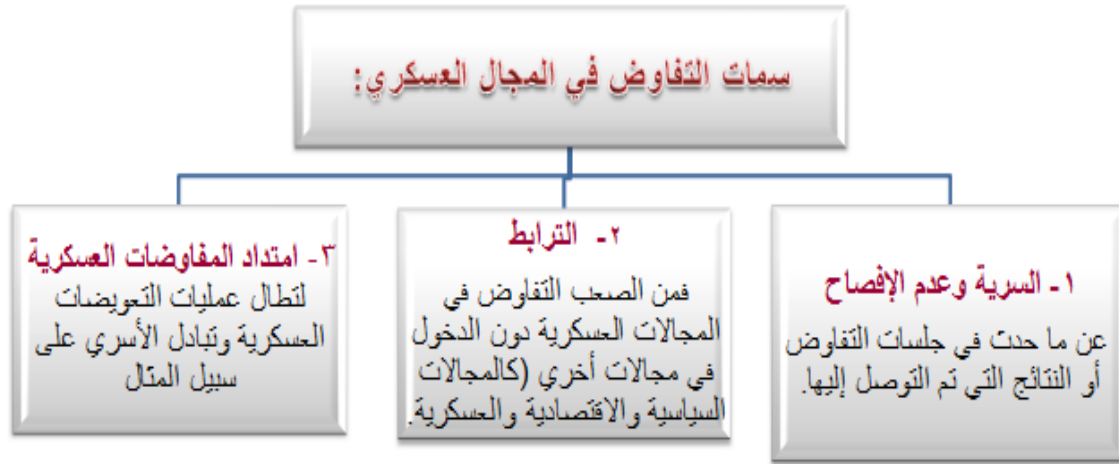 سمات التفاوض في المجال العسكري:
١- السرية وعدم الإفصاح
عن ما حدث في جلسات التفاوض
أو النتائج التي تم التوصل إليها.
٢- الترابط
فمن الصعب التفاوض في
المجالات العسكرية دون الدخول
في مجالات أخري (كالمجالات
السياسية والاقتصادية والعسكرية.
٣- امتداد المفاوضات العسكرية
لتطال عمليات التعويضات
العسكرية وتبادل الأسري على
سبيل المثال